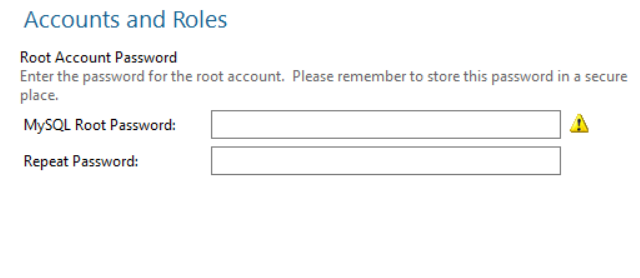 Accounts and Roles
Root Account Password
Enter the password for the root account.  Please remember to store this password in a secure
place.
MySQL Root Password:
Repeat Password: